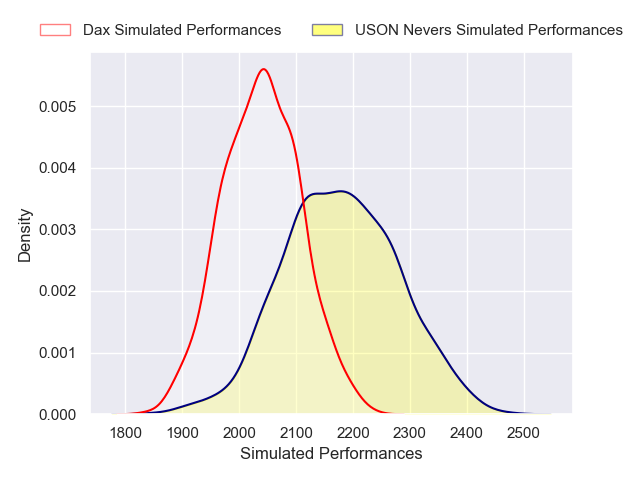 Dax Simulated Performances USON Nevers Simulated Performances
0.005
0.004
0.003
0.002
0.001
0.000
Density
1800 1900 2000 2100 2200 2300 2400 2500
Simulated Performances